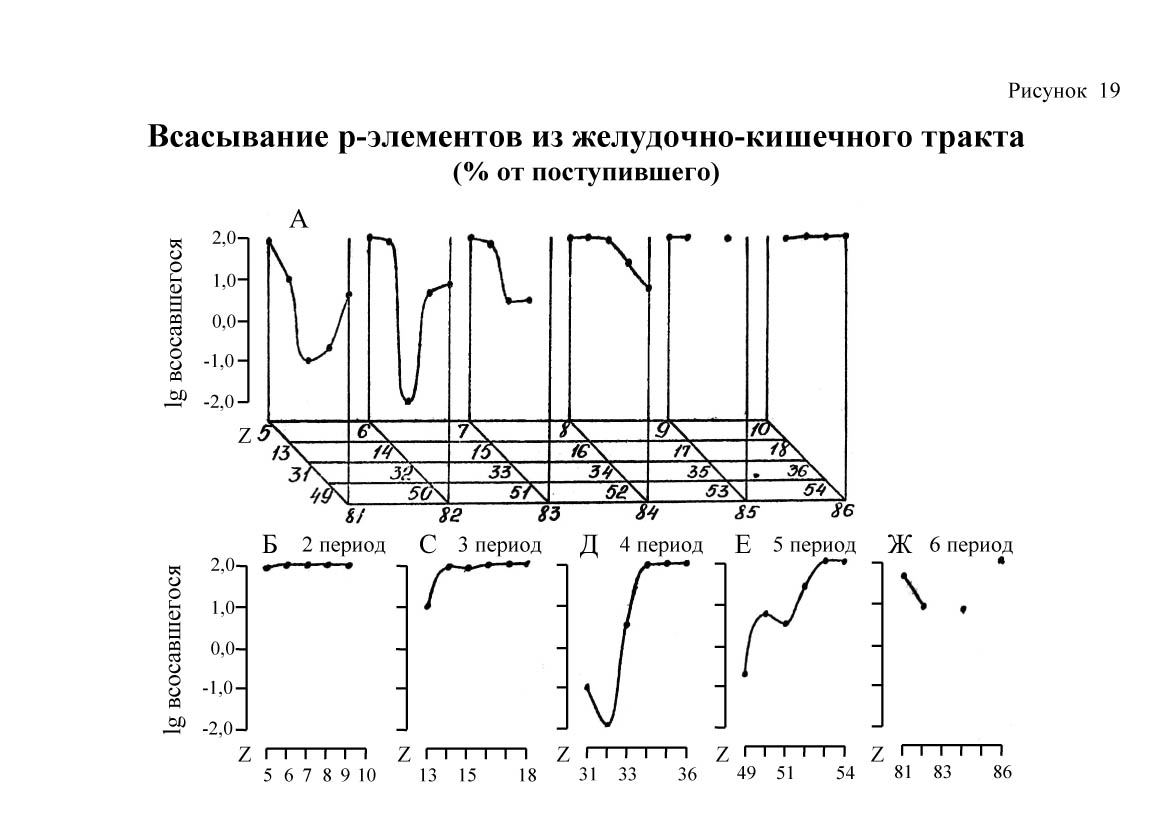 Рисунок 19
Всасывание р-элементов из желудочно-кишечного тракта
(% от поступившего)
А
lg всосавшегося
2,0
1,0
0,0
-1,0
-2,0
Z 5 6 7 8 9 10
13 14 15 16 17 18
31 32 33 34 35 36
49 50 51 52 53 54
81 82 83 84 85 86
Б 2 период С 3 период Д 4 период Е 5 период Ж 6 период
lg всосавшегося
2,0
1,0
0,0
-1,0
-2,0
Z Z Z Z Z
5 6 7 8 9 10 13 15 18 31 33 36 49 51 54 81 83 86